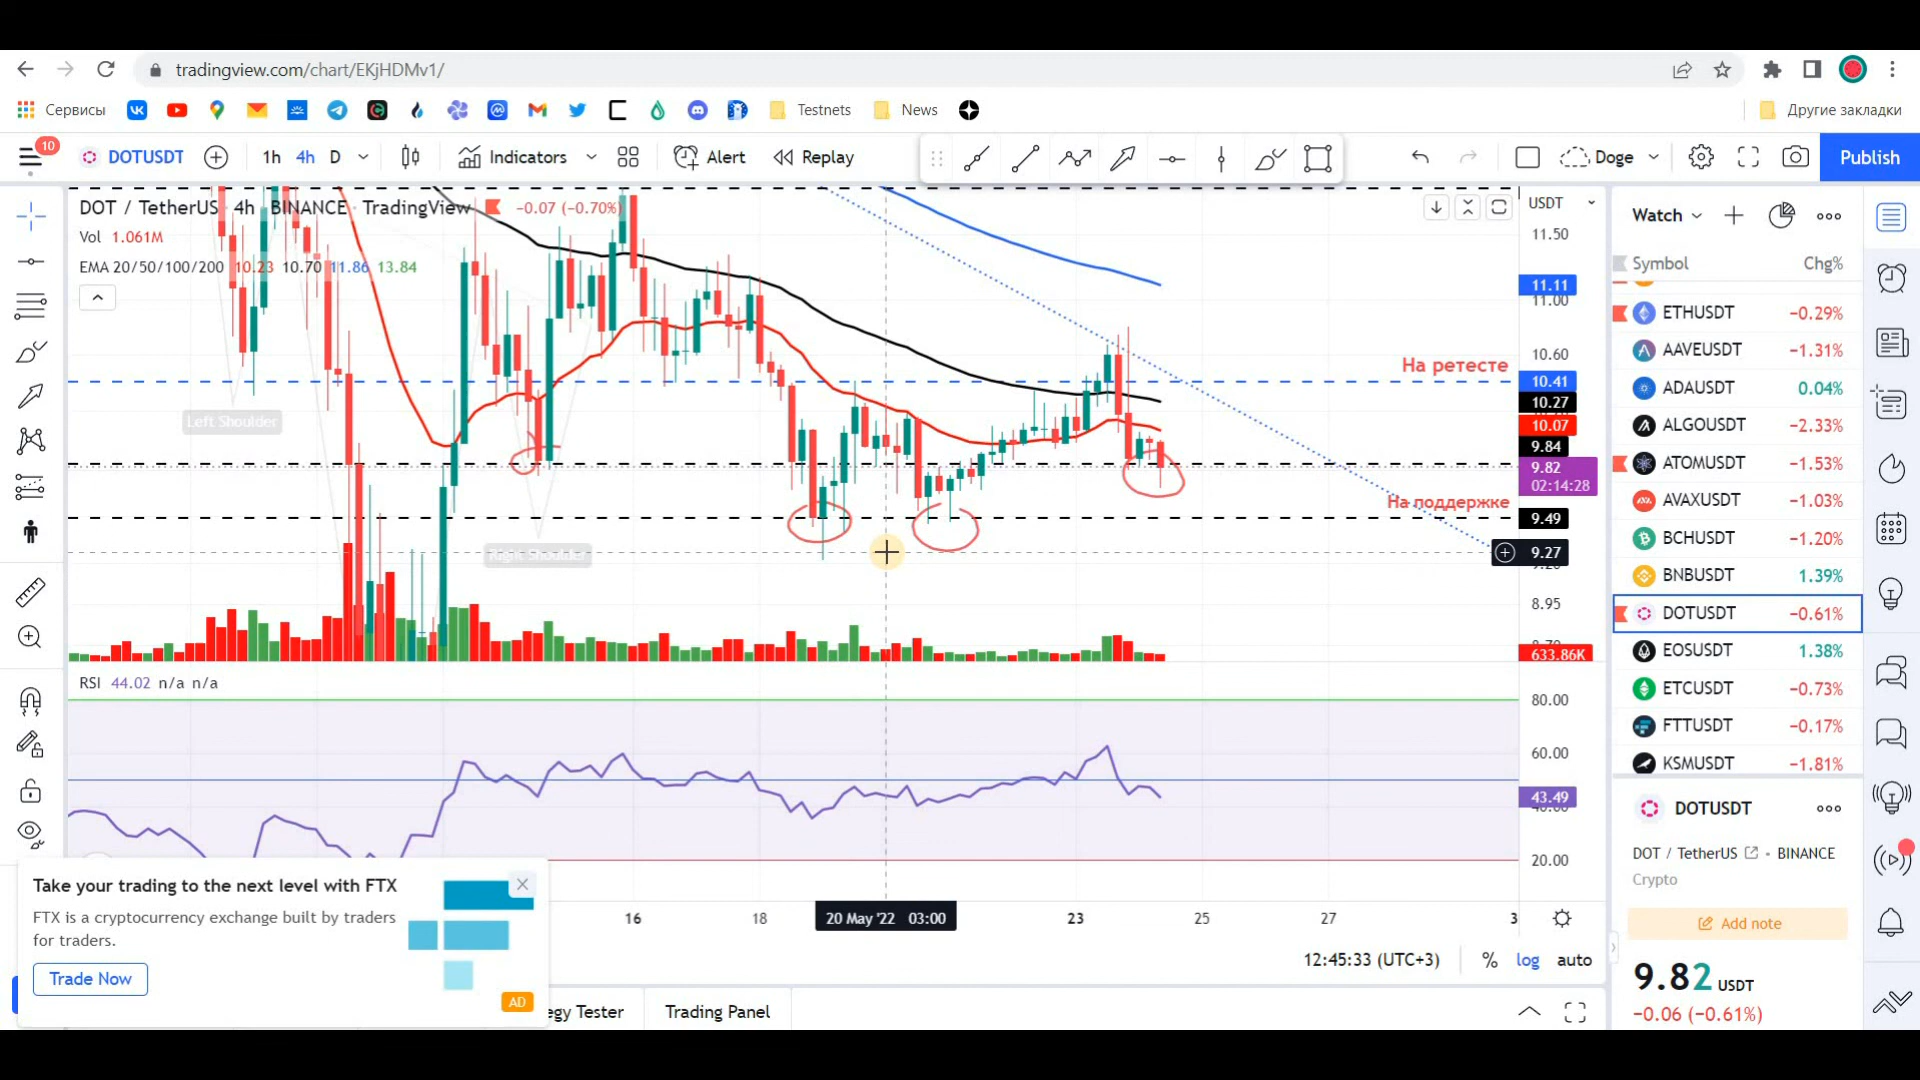 tradingview.com/chart/EKjHDMv1/
Сервисы
Testnets
News
Другие закладки
10
DOTUSDT
1h 4h D
Indicators
Alert
Replay
Doge
Publish
DOT / TetherUS 4h BINANCE TradingView −0.07 (−0.70%)
Vol 1.061M
EMA 20/50/100/200 10.23 10.70 11.86 13.84
Left Shoulder
Right Shoulder
На ретесте
На поддержке
USDT
11.50
11.11
11.00
10.60
10.41
10.27
10.07
9.84
9.82
02:14:28
9.49
9.27
8.95
633.86K
RSI 44.02 n/a n/a
80.00
60.00
43.49
20.00
16
18
20 May '22 03:00
23
25
27
3
12:45:33 (UTC+3)
% log auto
Take your trading to the next level with FTX
FTX is a cryptocurrency exchange built by traders
for traders.
Trade Now
AD
egy Tester
Trading Panel
Watch
Symbol Chg%
ETHUSDT −0.29%
AAVEUSDT −1.31%
ADAUSDT 0.04%
ALGOUSDT −2.33%
ATOMUSDT −1.53%
AVAXUSDT −1.03%
BCHUSDT −1.20%
BNBUSDT 1.39%
DOTUSDT −0.61%
EOSUSDT 1.38%
ETCUSDT −0.73%
FTTUSDT −0.17%
KSMUSDT −1.81%
DOTUSDT
DOT / TetherUS • BINANCE
Crypto
Add note
9.82 USDT
−0.06 (−0.61%)